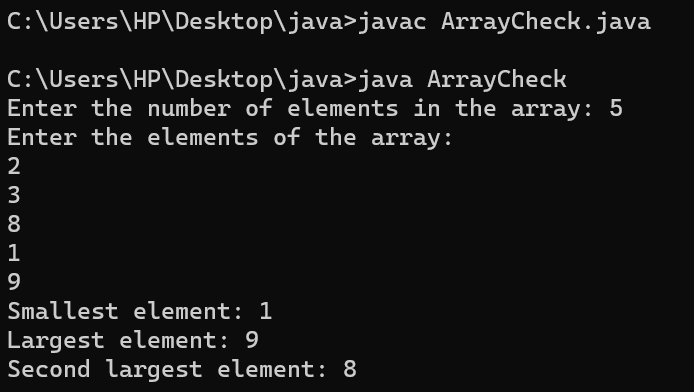 C:\Users\HP\Desktop\java>javac ArrayCheck.java
C:\Users\HP\Desktop\java>java ArrayCheck
Enter the number of elements in the array: 5
Enter the elements of the array:
2
3
8
1
9
Smallest element: 1
Largest element: 9
Second largest element: 8